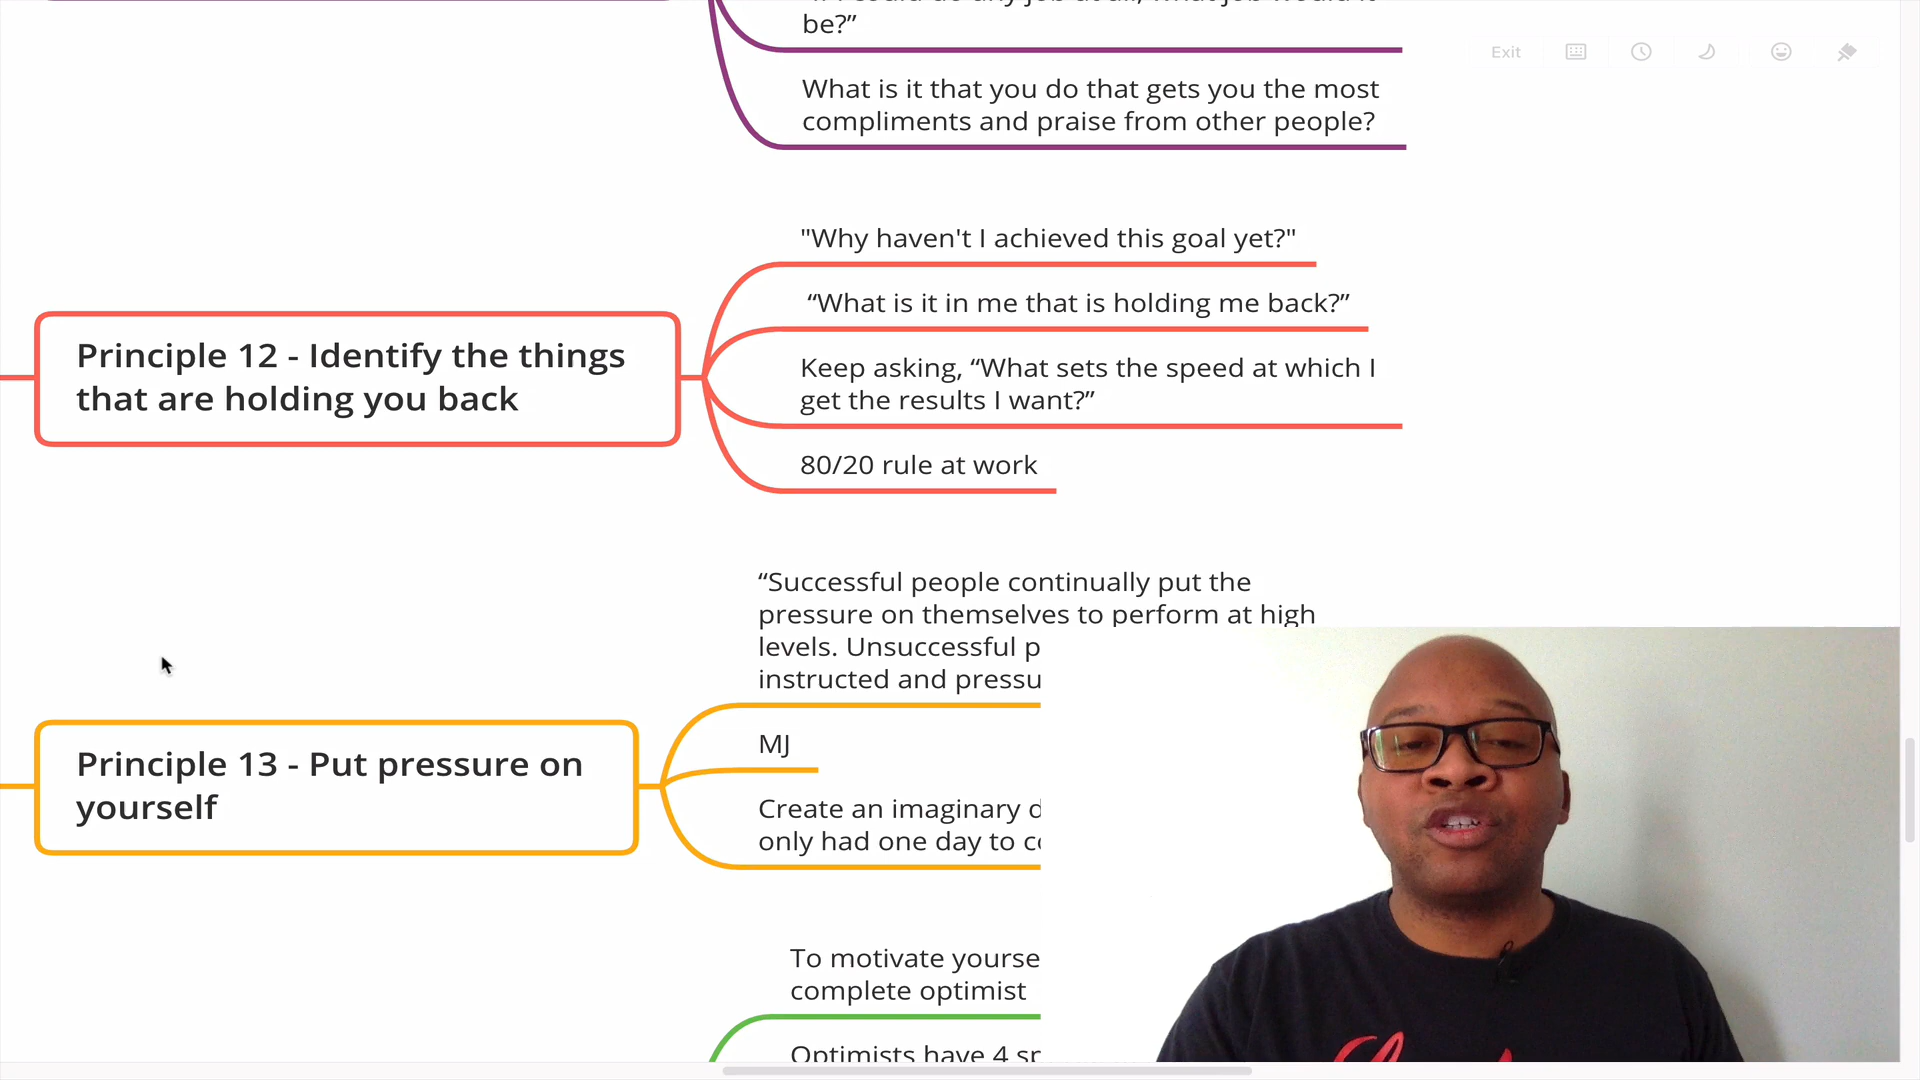 be?”
Exit
What is it that you do that gets you the most
compliments and praise from other people?
Principle 12 - Identify the things
that are holding you back
"Why haven't I achieved this goal yet?"
“What is it in me that is holding me back?”
Keep asking, “What sets the speed at which I
get the results I want?”
80/20 rule at work
Principle 13 - Put pressure on
yourself
“Successful people continually put the
pressure on themselves to perform at high
levels. Unsuccessful p
instructed and pressu
MJ
Create an imaginary d
only had one day to co
To motivate yourse
complete optimist
Optimists have 4 sp